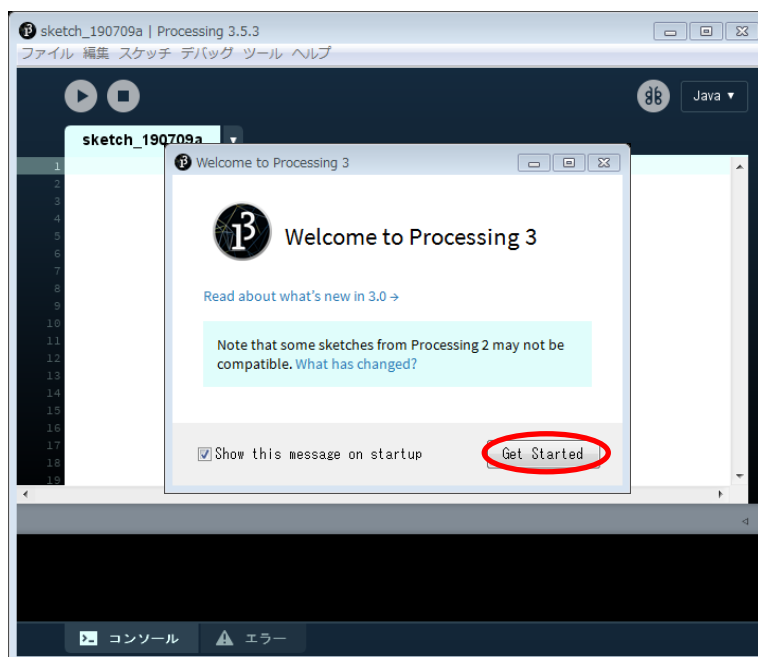 sketch_190709a | Processing 3.5.3
ファイル 編集 スケッチ デバッグ ツール ヘルプ
Java ▼
sketch_190709a ▼
Welcome to Processing 3
Welcome to Processing 3
Read about what's new in 3.0 →
Note that some sketches from Processing 2 may not be
compatible. What has changed?
Show this message on startup
Get Started
1
2
3
4
5
6
7
8
9
10
11
12
13
14
15
16
17
18
19
コンソール
エラー